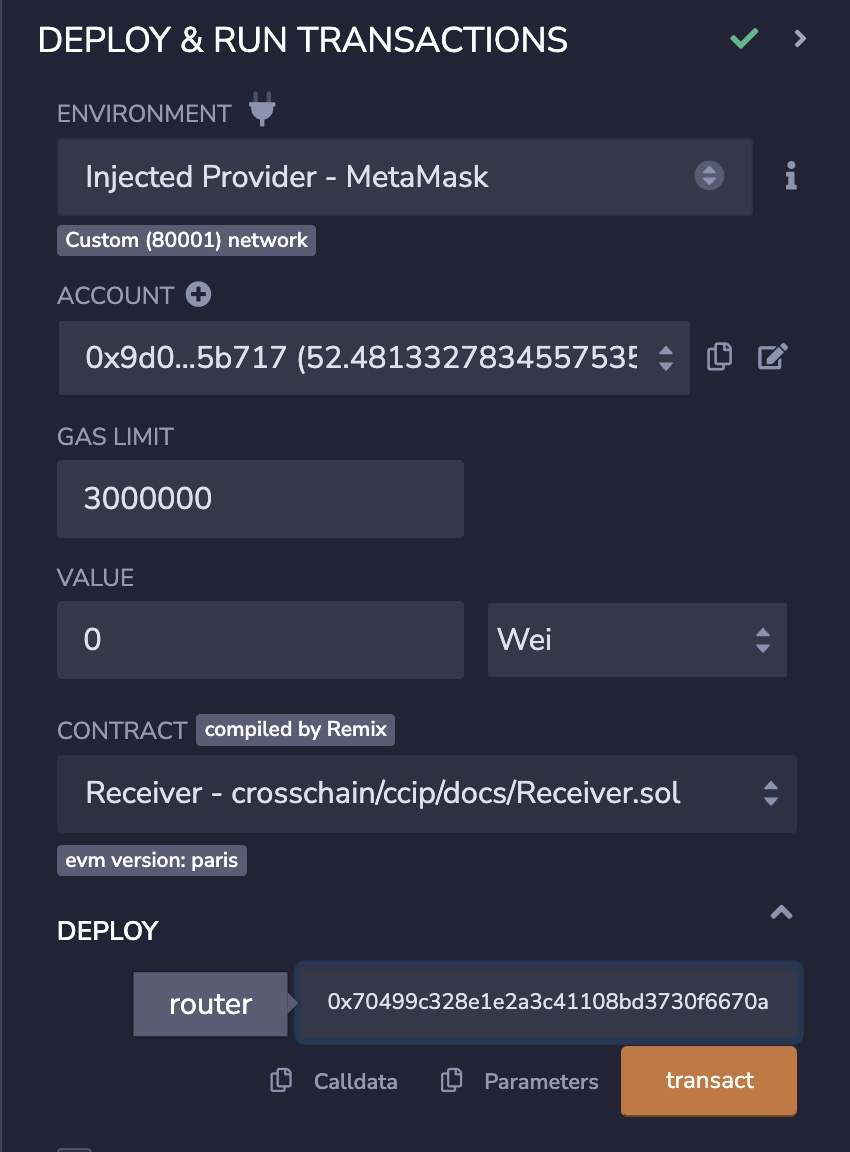 DEPLOY & RUN TRANSACTIONS
ENVIRONMENT
Injected Provider - MetaMask
Custom (80001) network
ACCOUNT
0x9d0...5b717 (52.4813327834557535
GAS LIMIT
3000000
VALUE
0 Wei
CONTRACT compiled by Remix
Receiver - crosschain/ccip/docs/Receiver.sol
evm version: paris
DEPLOY
router 0x70499c328e1e2a3c41108bd3730f6670a
Calldata Parameters transact